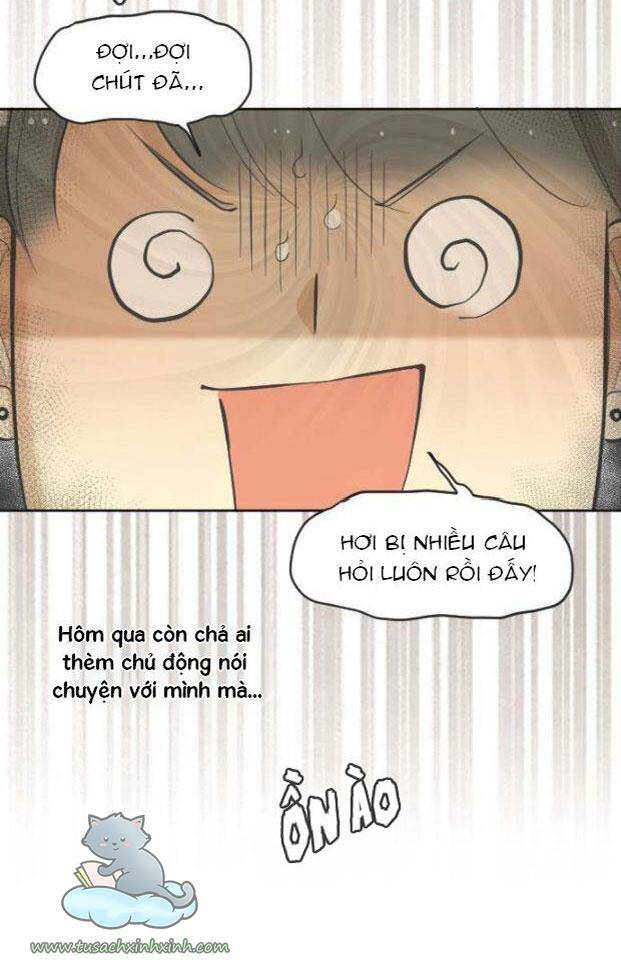 ĐỢI...ĐỢI
CHÚT ĐÃ...
HƠI BỊ NHIỀU CÂU
HỎI LUÔN RỒI ĐẤY!
Hôm qua còn chả ai
thèm chủ động nói
chuyện với mình mà...
ỒN ÀO
www.tusachxinhxinh.com